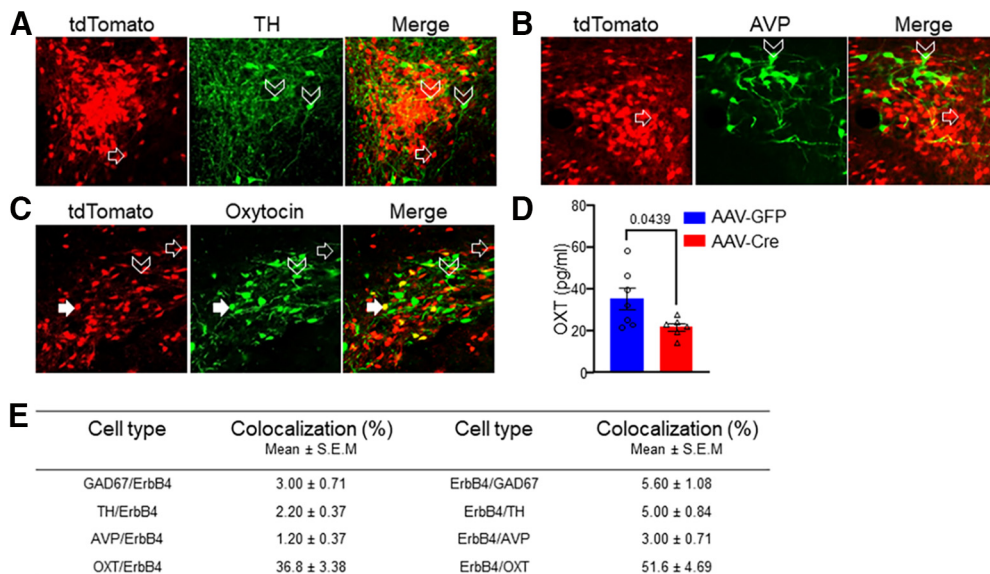 A
tdTomato TH Merge
B
tdTomato AVP Merge
C
tdTomato Oxytocin Merge
D
80
60
40
20
0
OXT (pg/ml)
0.0439
AAV-GFP
AAV-Cre
E
Cell type Colocalization (%) Cell type Colocalization (%)
Mean ± S.E.M Mean ± S.E.M
GAD67/ErbB4 3.00 ± 0.71 ErbB4/GAD67 5.60 ± 1.08
TH/ErbB4 2.20 ± 0.37 ErbB4/TH 5.00 ± 0.84
AVP/ErbB4 1.20 ± 0.37 ErbB4/AVP 3.00 ± 0.71
OXT/ErbB4 36.8 ± 3.38 ErbB4/OXT 51.6 ± 4.69